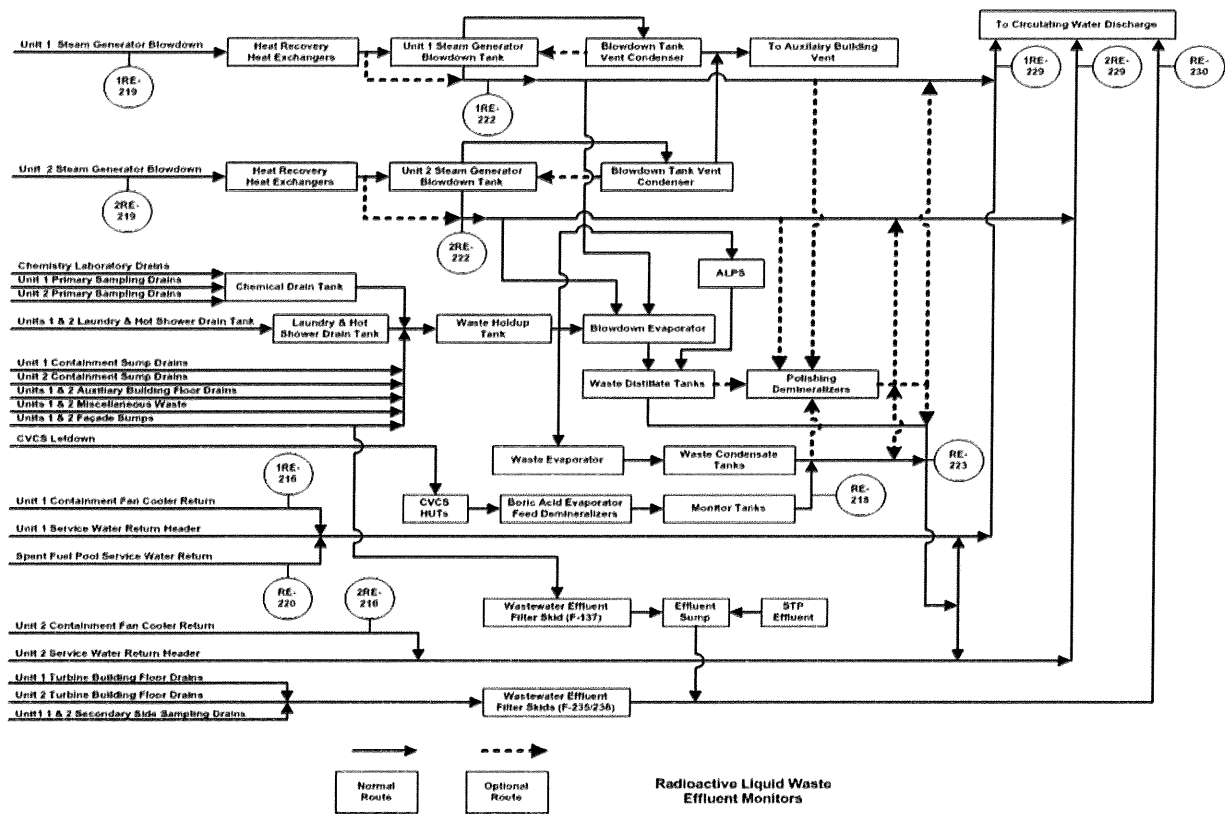 To Circulating Water Discharge
Unit 1 Steam Generator Blowdown
Heat Recovery
Heat Exchangers
Unit 1 Steam Generator
Blowdown Tank
Blowdown Tank
Vent Condenser
To Auxilairy Building
Vent
1RE-
219
1RE-
222
1RE-
229
2RE-
229
RE-
230
Unit 2 Steam Generator Blowdown
Heat Recovery
Heat Exchangers
Unit 2 Steam Generator
Blowdown Tank
Blowdown Tank Vent
Condenser
2RE-
219
2RE-
222
Chemistry Laboratory Drains
Unit 1 Primary Sampling Drains
Unit 2 Primary Sampling Drains
Chemical Drain Tank
ALPS
Units 1 & 2 Laundry & Hot Shower Drain Tank
Laundry & Hot
Shower Drain Tank
Waste Holdup
Tank
Blowdown Evaporator
Unit 1 Containment Sump Drains
Unit 2 Containment Sump Drains
Units 1 & 2 Auxiliary Building Floor Drains
Units 1 & 2 Miscellaneous Waste
Units 1 & 2 Façade Sumps
Waste Distillate Tanks
Polishing
Demineralizers
CVCS Letdown
Waste Evaporator
Waste Condensate
Tanks
RE-
223
1RE-
216
Unit 1 Containment Fan Cooler Return
CVCS
HUTs
Boric Acid Evaporator
Feed Demineralizers
Monitor Tanks
RE-
218
Unit 1 Service Water Return Header
Spent Fuel Pool Service Water Return
RE-
220
2RE-
216
Wastewater Effluent
Filter Skid (F-137)
Effluent
Sump
STP
Effluent
Unit 2 Containment Fan Cooler Return
Unit 2 Service Water Return Header
Unit 1 Turbine Building Floor Drains
Unit 2 Turbine Building Floor Drains
Unit1 1 & 2 Secondary Side Sampling Drains
Wastewater Effluent
Filter Skids (F-235/236)
Normal
Route
Optional
Route
Radioactive Liquid Waste
Effluent Monitors